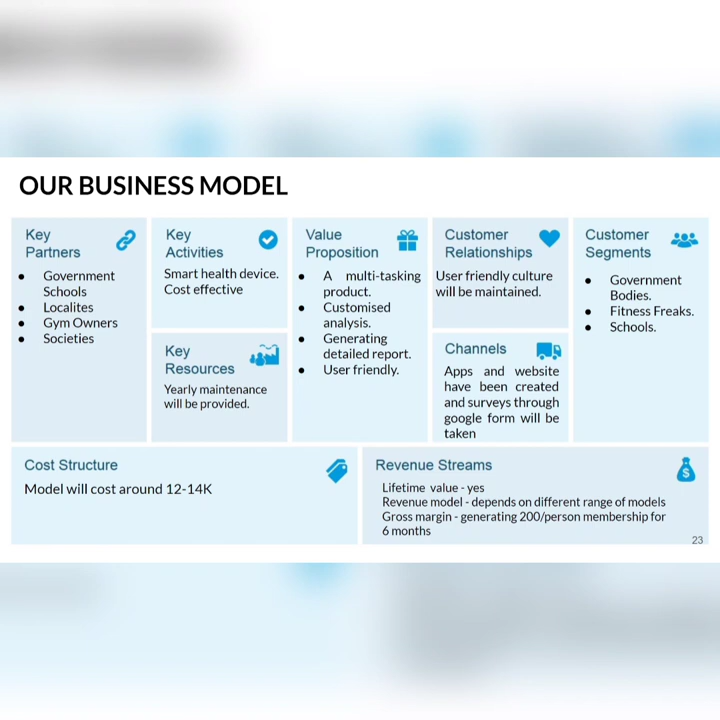 OUR BUSINESS MODEL
Key
Partners
● Government
Schools
● Localites
● Gym Owners
● Societies
Key
Activities
Smart health device.
Cost effective
Key
Resources
Yearly maintenance
will be provided.
Value
Proposition
● A multi-tasking
product.
● Customised
analysis.
● Generating
detailed report.
● User friendly.
Customer
Relationships
User friendly culture
will be maintained.
Channels
Apps and website
have been created
and surveys through
google form will be
taken
Customer
Segments
● Government
Bodies.
● Fitness Freaks.
● Schools.
Cost Structure
Model will cost around 12-14K
Revenue Streams
Lifetime value - yes
Revenue model - depends on different range of models
Gross margin - generating 200/person membership for
6 months
23